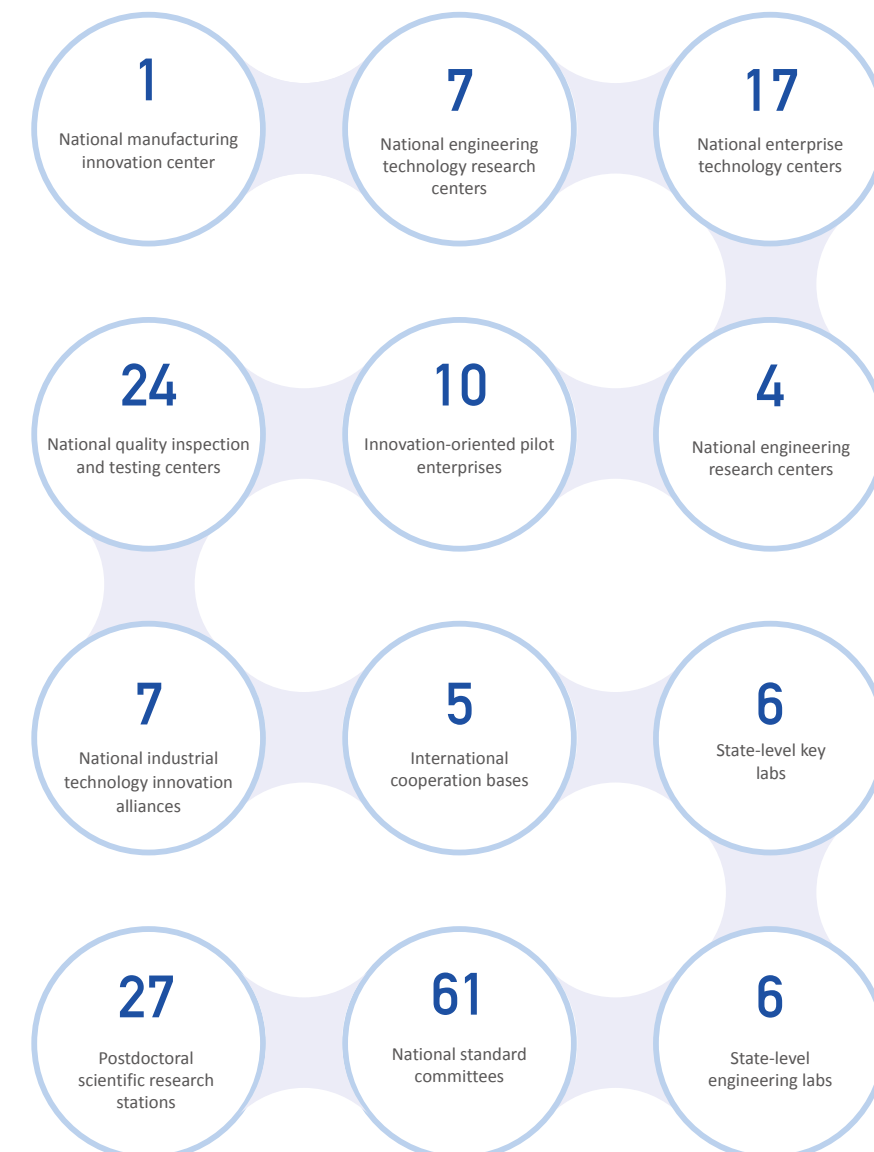 1
National manufacturing
innovation center
7
National engineering
technology research
centers
17
National enterprise
technology centers
24
National quality inspection
and testing centers
10
Innovation-oriented pilot
enterprises
4
National engineering
research centers
7
National industrial
technology innovation
alliances
5
International
cooperation bases
6
State-level key
labs
27
Postdoctoral
scientific research
stations
61
National standard
committees
6
State-level
engineering labs